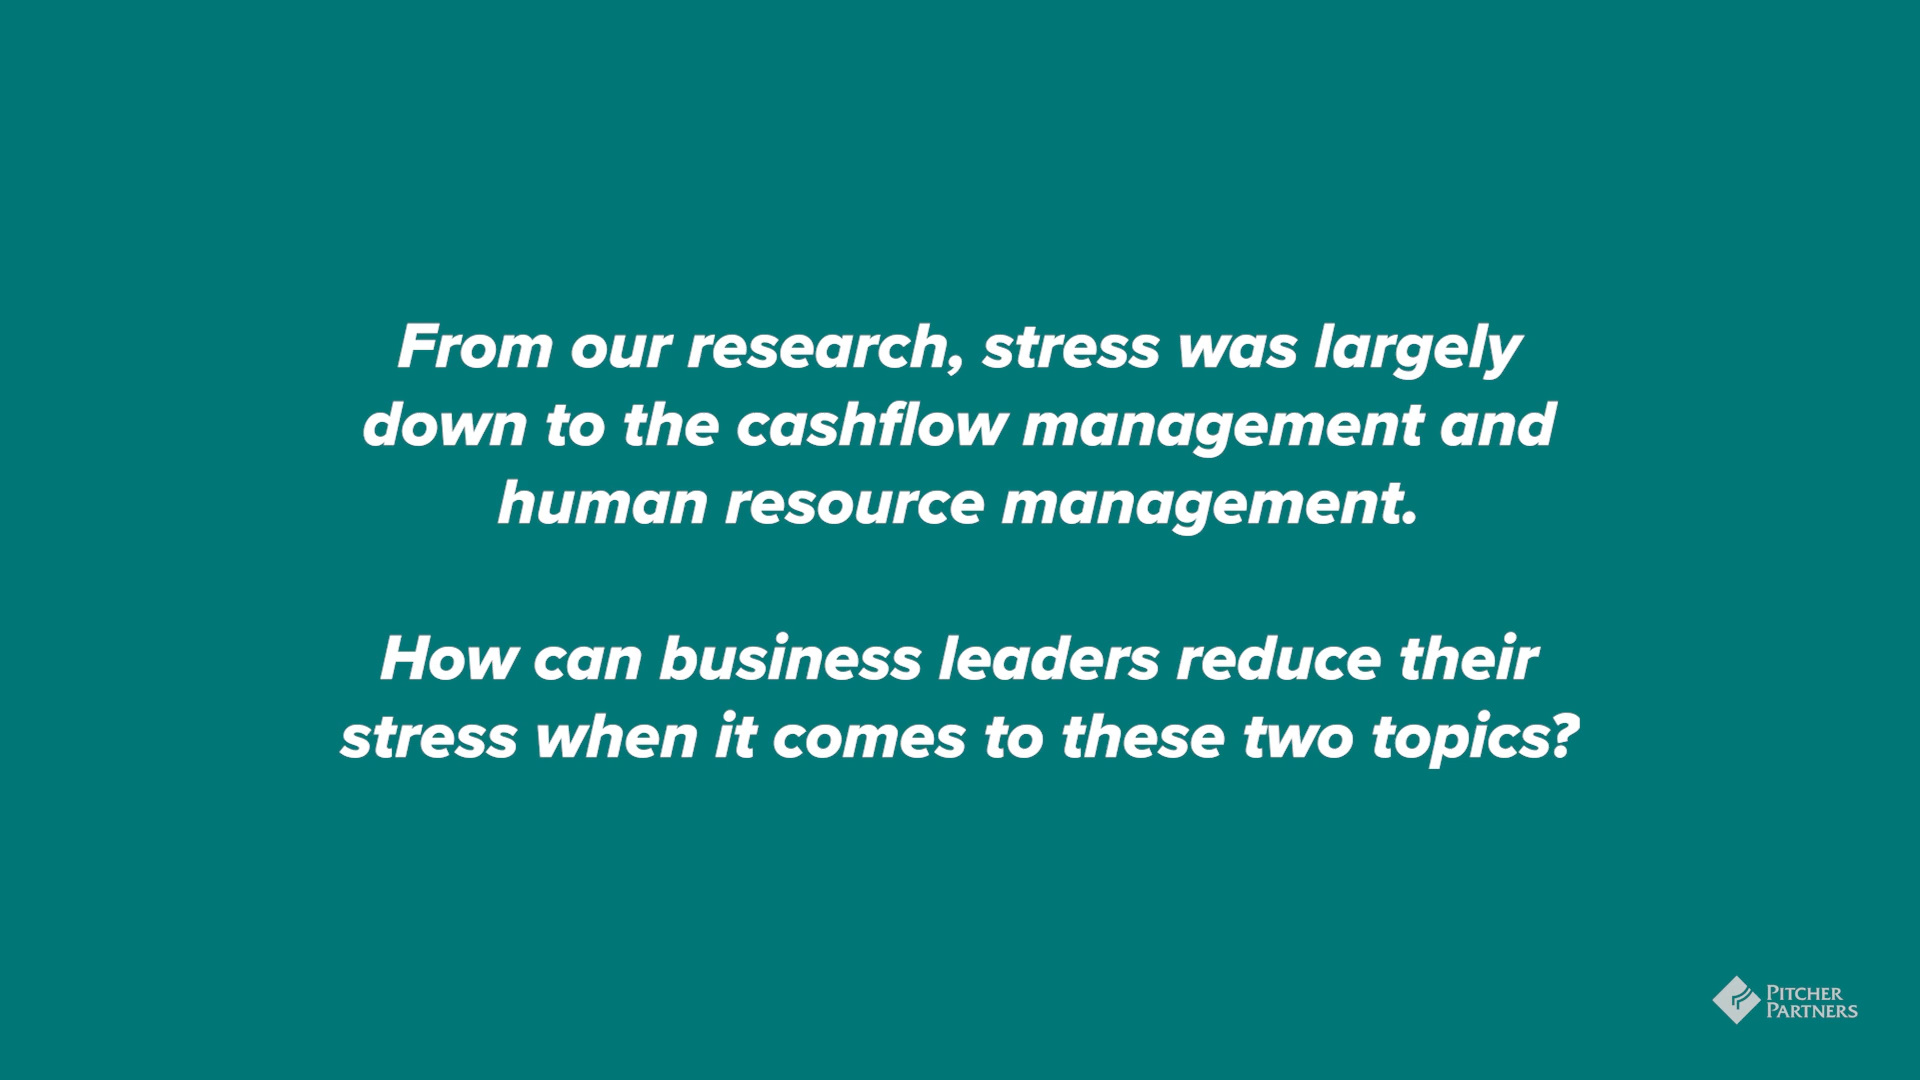 From our research, stress was largely
down to the cashflow management and
human resource management.
How can business leaders reduce their
stress when it comes to these two topics?
PITCHER
PARTNERS